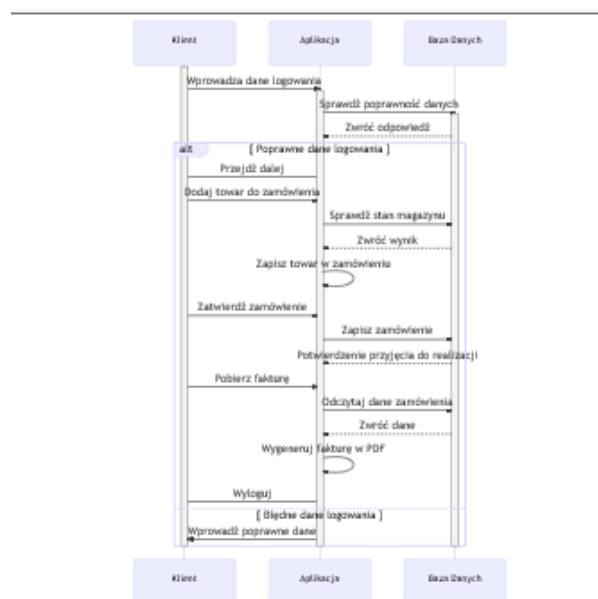 Klient Aplikacja Baza Danych
Wprowadza dane logowania
Sprawdź poprawność danych
Zwróć odpowiedź
alt [ Poprawne dane logowania ]
Przejdź dalej
Dodaj towar do zamówienia
Sprawdź stan magazynu
Zwróć wynik
Zapisz towar w zamówieniu
Zatwierdź zamówienie
Zapisz zamówienie
Potwierdzenie przyjęcia do realizacji
Pobierz fakturę
Odczytaj dane zamówienia
Zwróć dane
Wygeneruj fakturę w PDF
Wyloguj
[ Błędne dane logowania ]
Wprowadź poprawne dane
Klient Aplikacja Baza Danych